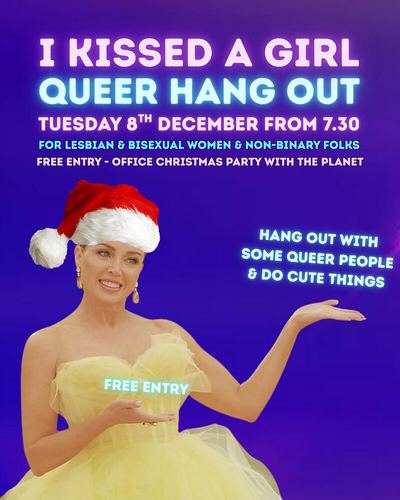 I KISSED A GIRL
QUEER HANG OUT
TUESDAY 8TH DECEMBER FROM 7.30
FOR LESBIAN & BISEXUAL WOMEN & NON-BINARY FOLKS
FREE ENTRY - OFFICE CHRISTMAS PARTY WITH THE PLANET
HANG OUT WITH
SOME QUEER PEOPLE
& DO CUTE THINGS
FREE ENTRY